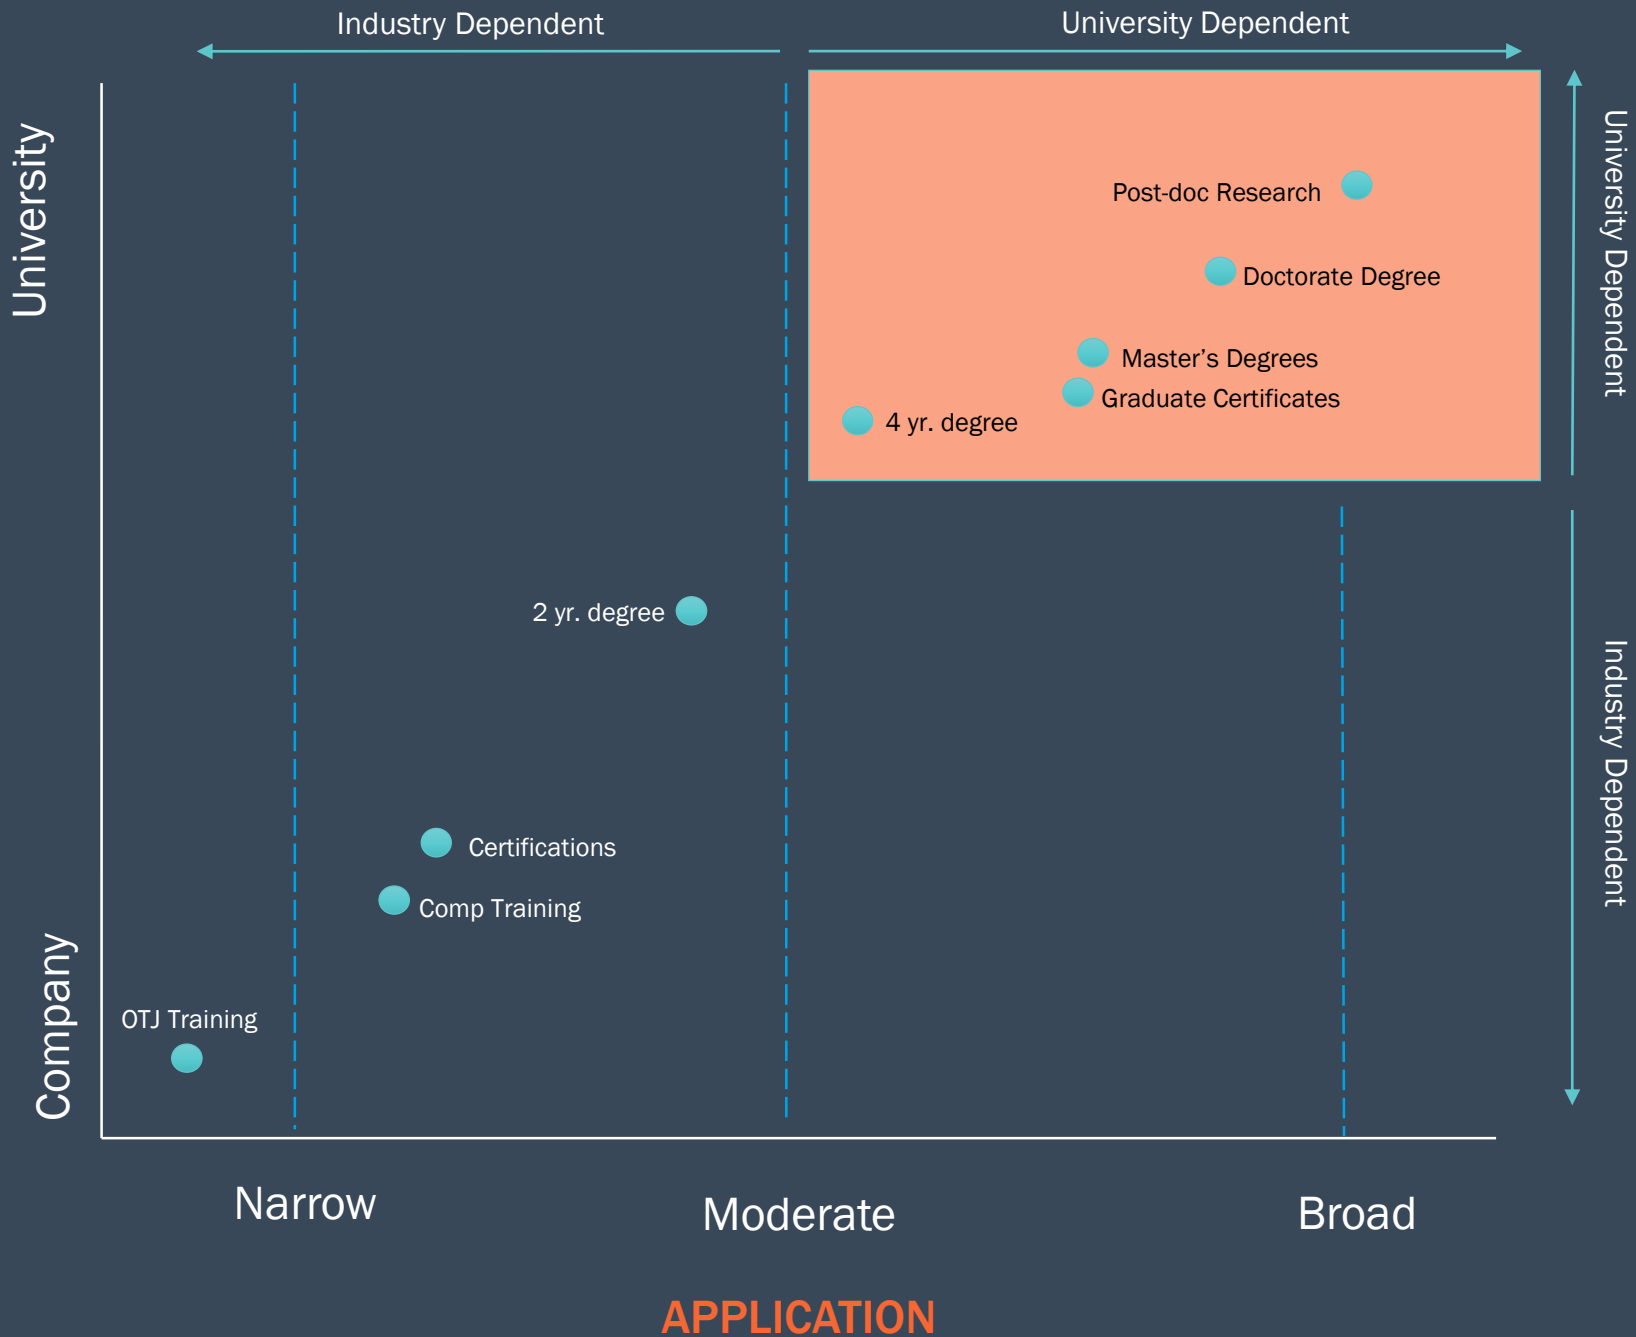 Industry Dependent
University Dependent
University
University Dependent
Post-doc Research
Doctorate Degree
Master’s Degrees
Graduate Certificates
4 yr. degree
2 yr. degree
Industry Dependent
Certifications
Comp Training
Company
OTJ Training
Narrow
Moderate
Broad
APPLICATION